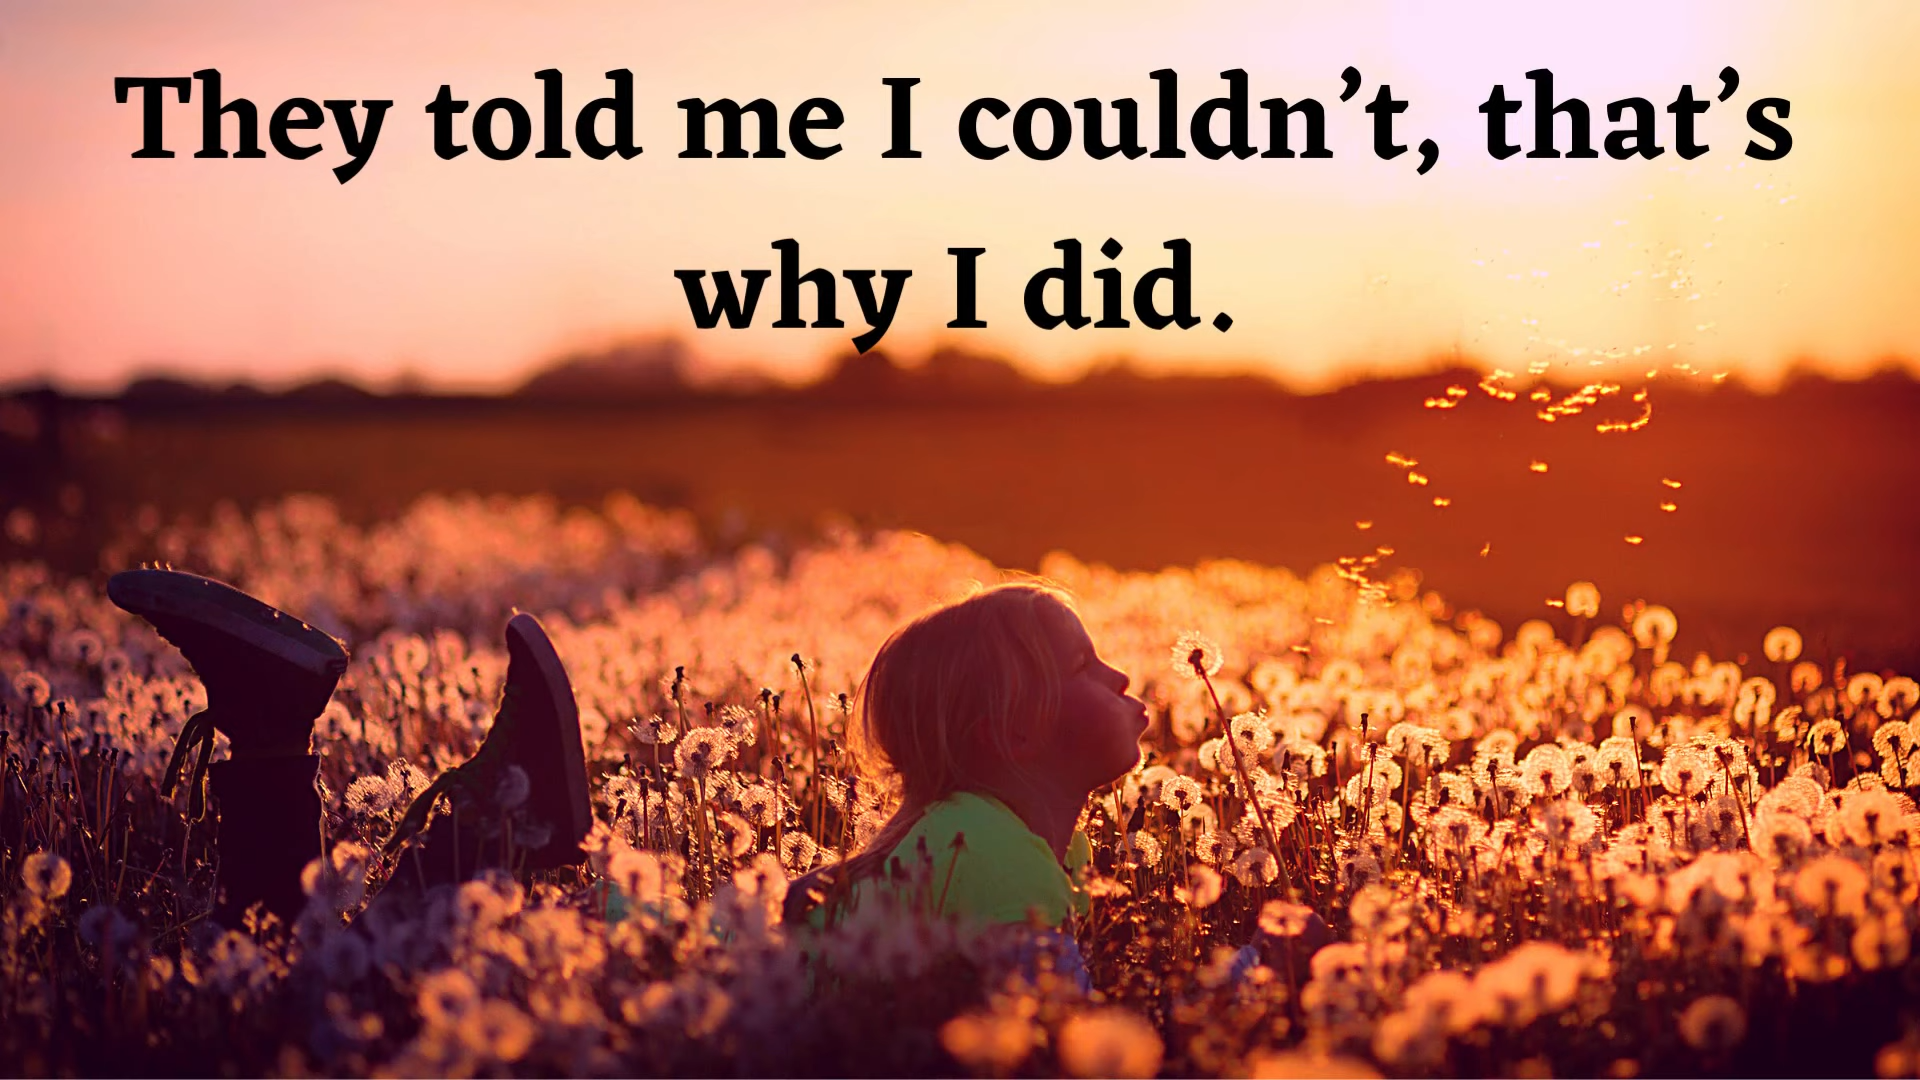 They told me I couldn’t, that’s
why I did.